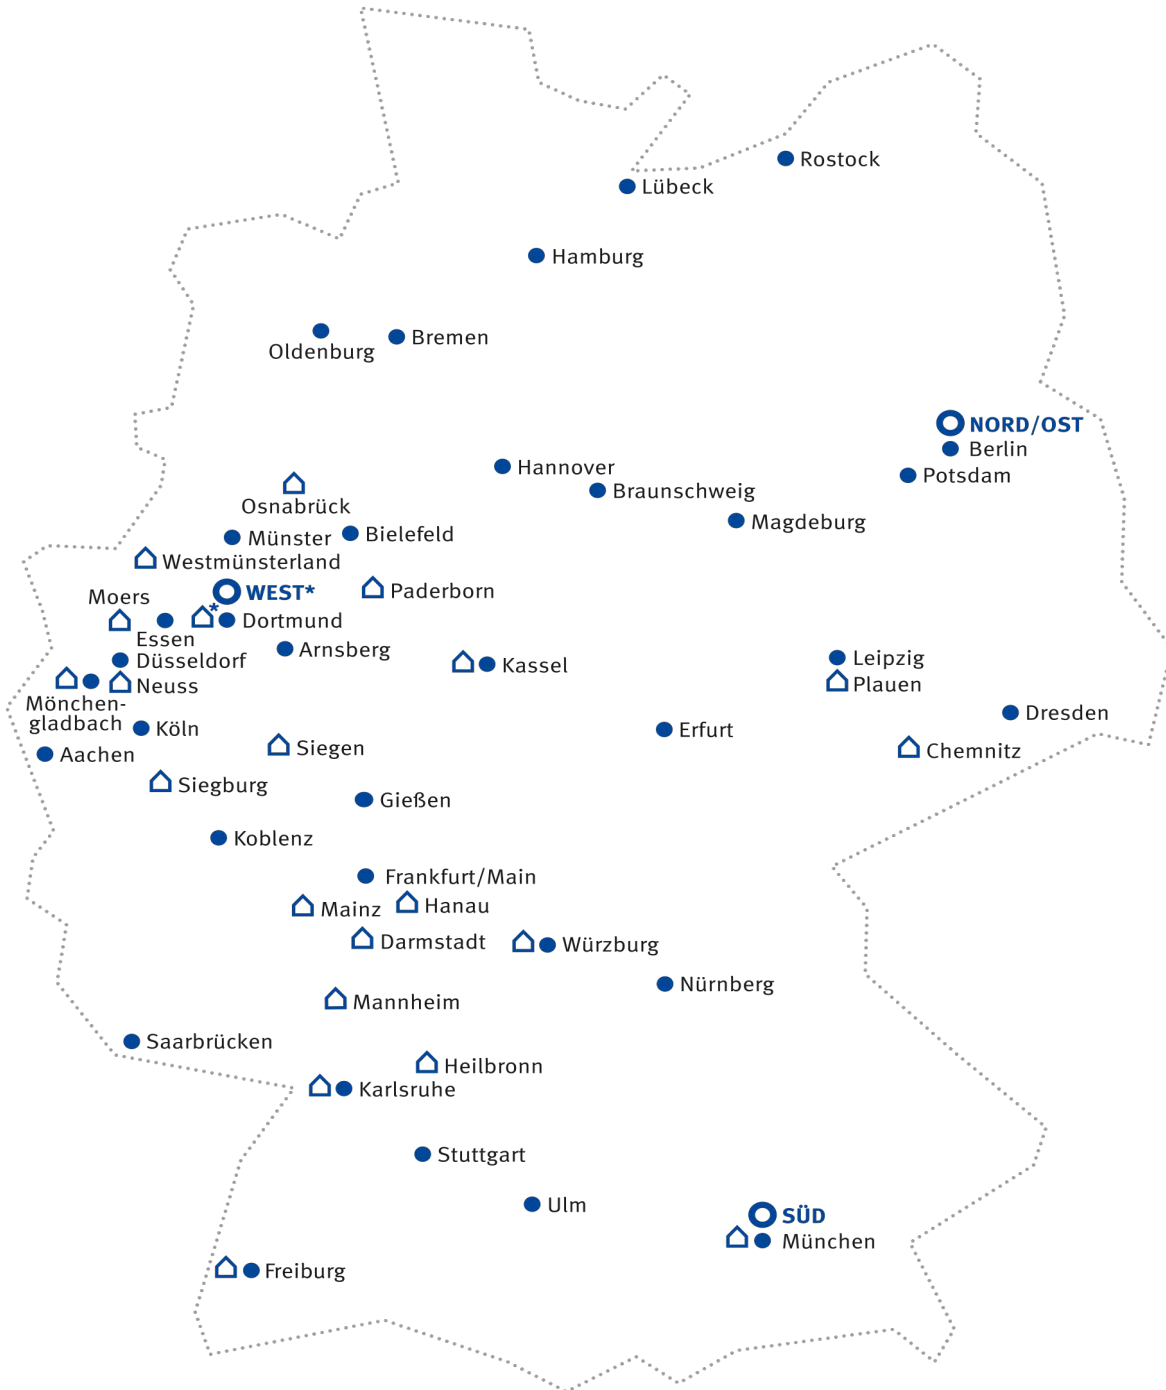 Rostock
Lübeck
Hamburg
Oldenburg
Bremen
NORD/OST
Berlin
Potsdam
Hannover
Braunschweig
Magdeburg
Osnabrück
Münster
Bielefeld
Westmünsterland
Paderborn
WEST*
Moers
*
Dortmund
Essen
Arnsberg
Düsseldorf
Kassel
Leipzig
Neuss
Plauen
Mönchen-
gladbach
Dresden
Köln
Erfurt
Aachen
Siegen
Chemnitz
Siegburg
Gießen
Koblenz
Frankfurt/Main
Mainz
Hanau
Darmstadt
Würzburg
Nürnberg
Mannheim
Saarbrücken
Heilbronn
Karlsruhe
Stuttgart
Ulm
SÜD
München
Freiburg